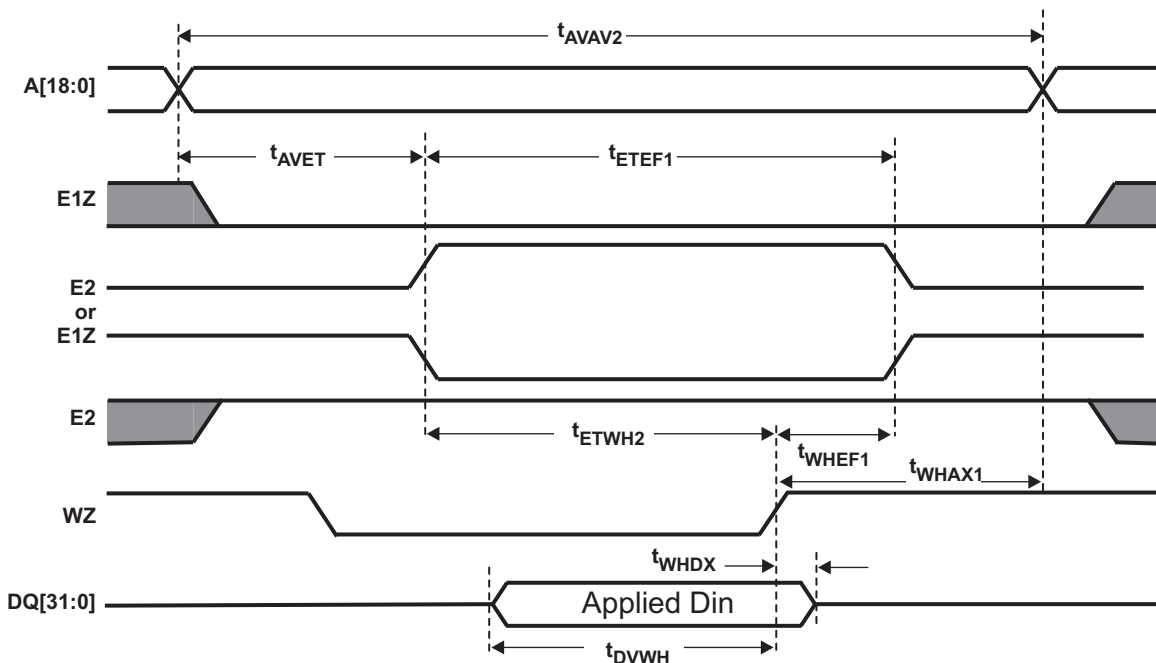 tAVAV2
A[18:0]
tAVET
tETEF1
E1Z
E2
or
E1Z
E2
tETWH2
tWHEF1
tWHAX1
WZ
tWHDX
DQ[31:0]
Applied Din
tDVWH